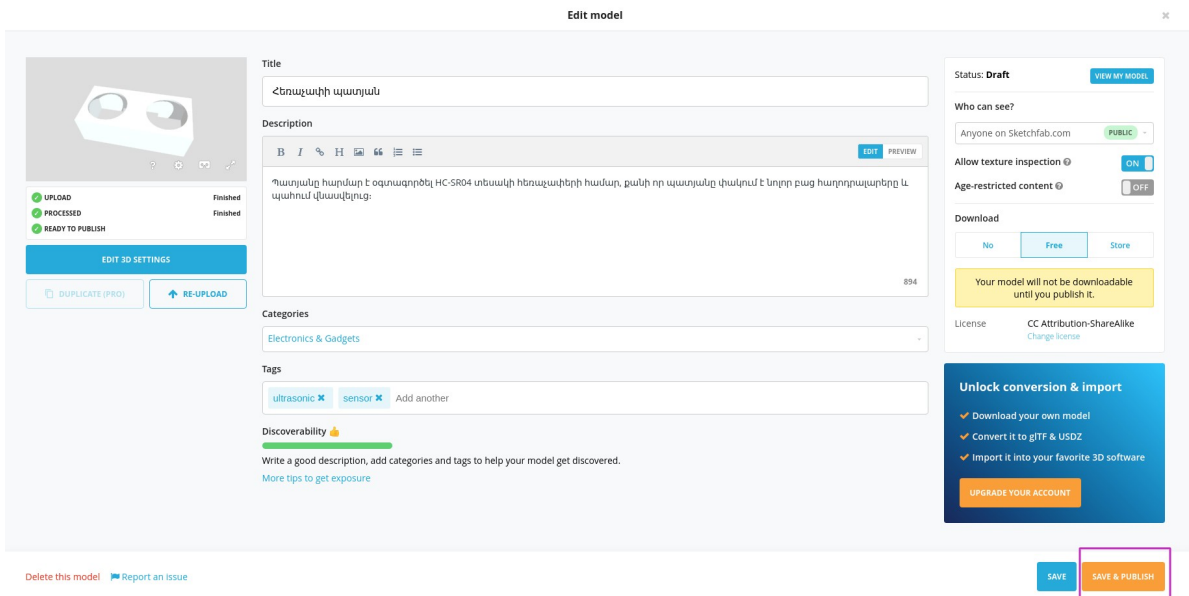 Edit model
Title
Հեռաչափի պատյան
Description
B I H
EDIT PREVIEW
Պատյանը հարմար է օգտագործել HC-SR04 տեսակի հեռաչափերի համար, քանի որ պատյանը փակում է նոլոր բաց հաղորդալարերը և
պահում վնասվելուց։
894
UPLOAD Finished
PROCESSED Finished
READY TO PUBLISH
EDIT 3D SETTINGS
DUPLICATE (PRO) RE-UPLOAD
Categories
Electronics & Gadgets
Tags
ultrasonic sensor Add another
Discoverability
Write a good description, add categories and tags to help your model get discovered.
More tips to get exposure
Status: Draft VIEW MY MODEL
Who can see?
Anyone on Sketchfab.com PUBLIC
Allow texture inspection ON
Age-restricted content OFF
Download
No Free Store
Your model will not be downloadable
until you publish it.
License CC Attribution-ShareAlike
Change license
Unlock conversion & import
Download your own model
Convert it to glTF & USDZ
Import it into your favorite 3D software
UPGRADE YOUR ACCOUNT
Delete this model Report an issue
SAVE SAVE & PUBLISH